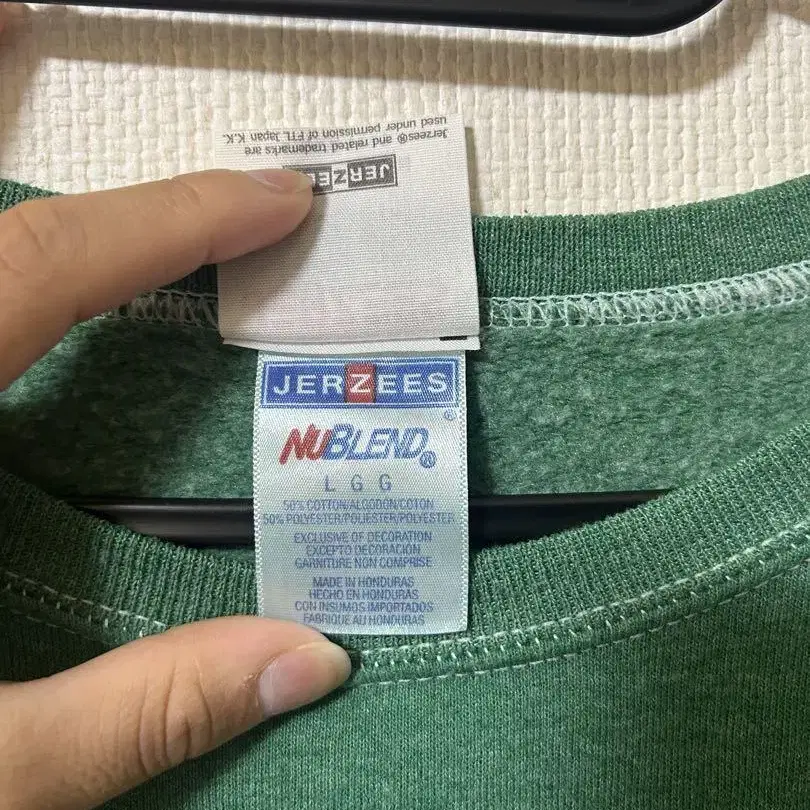 Jerzees® and related trademarks are
used under permission of FTL Japan K.K.
JERZEES
JERZEES
®
NUBLEND®
L G G
50% COTTON/ALGODON/COTON
50% POLYESTER/POLIESTER/POLYESTER
EXCLUSIVE OF DECORATION
EXCEPTO DECORACIÓN
GARNITURE NON COMPRISE
MADE IN HONDURAS
HECHO EN HONDURAS
CON INSUMOS IMPORTADOS
FABRIQUE AU HONDURAS